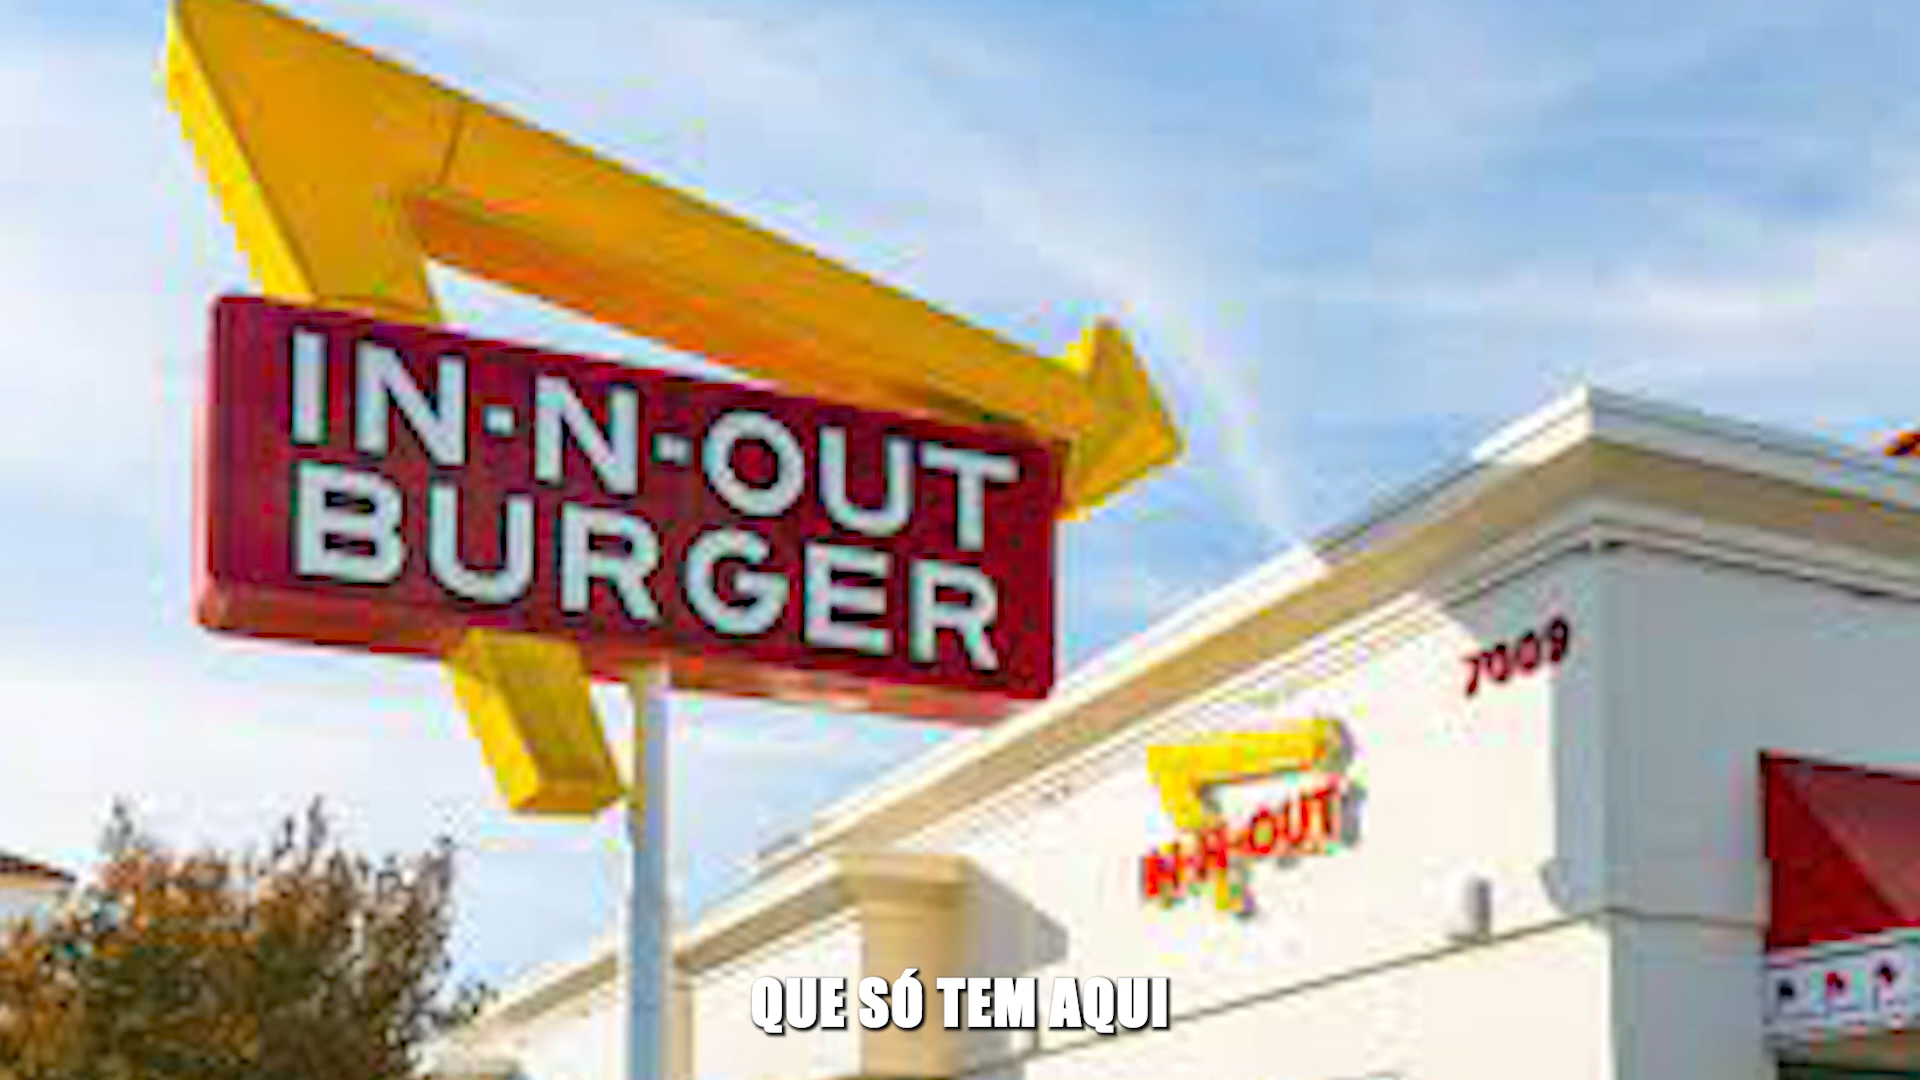 IN-N-OUT
BURGER
7009
IN-N-OUT
QUE SÓ TEM AQUI